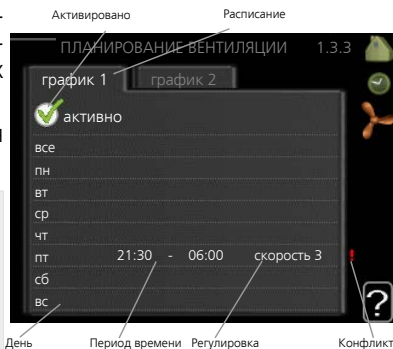 Активировано Расписание
ПЛАНИРОВАНИЕ ВЕНТИЛЯЦИИ 1.3.3
график 1 график 2
активно
все
пн
вт
ср
чт
пт 21:30 - 06:00 скорость 3
сб
вс
?
День Период времени Регулировка Конфликт